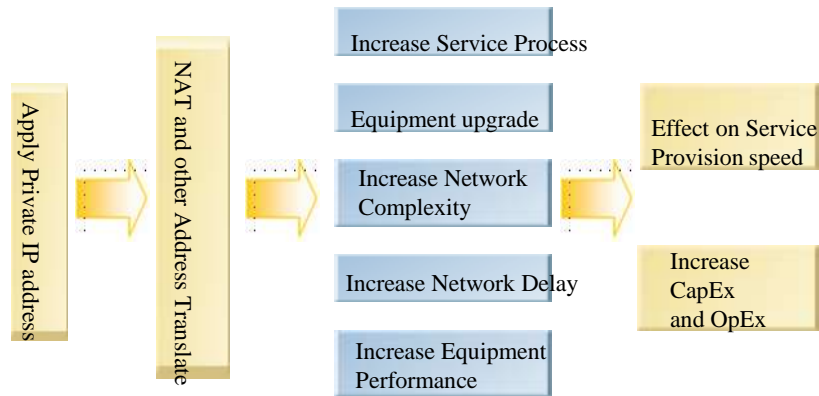 Apply Private IP address
NAT and other Address Translate
Increase Service Process
Equipment upgrade
Increase Network
Complexity
Increase Network Delay
Increase Equipment
Performance
Effect on Service
Provision speed
Increase
CapEx
and OpEx